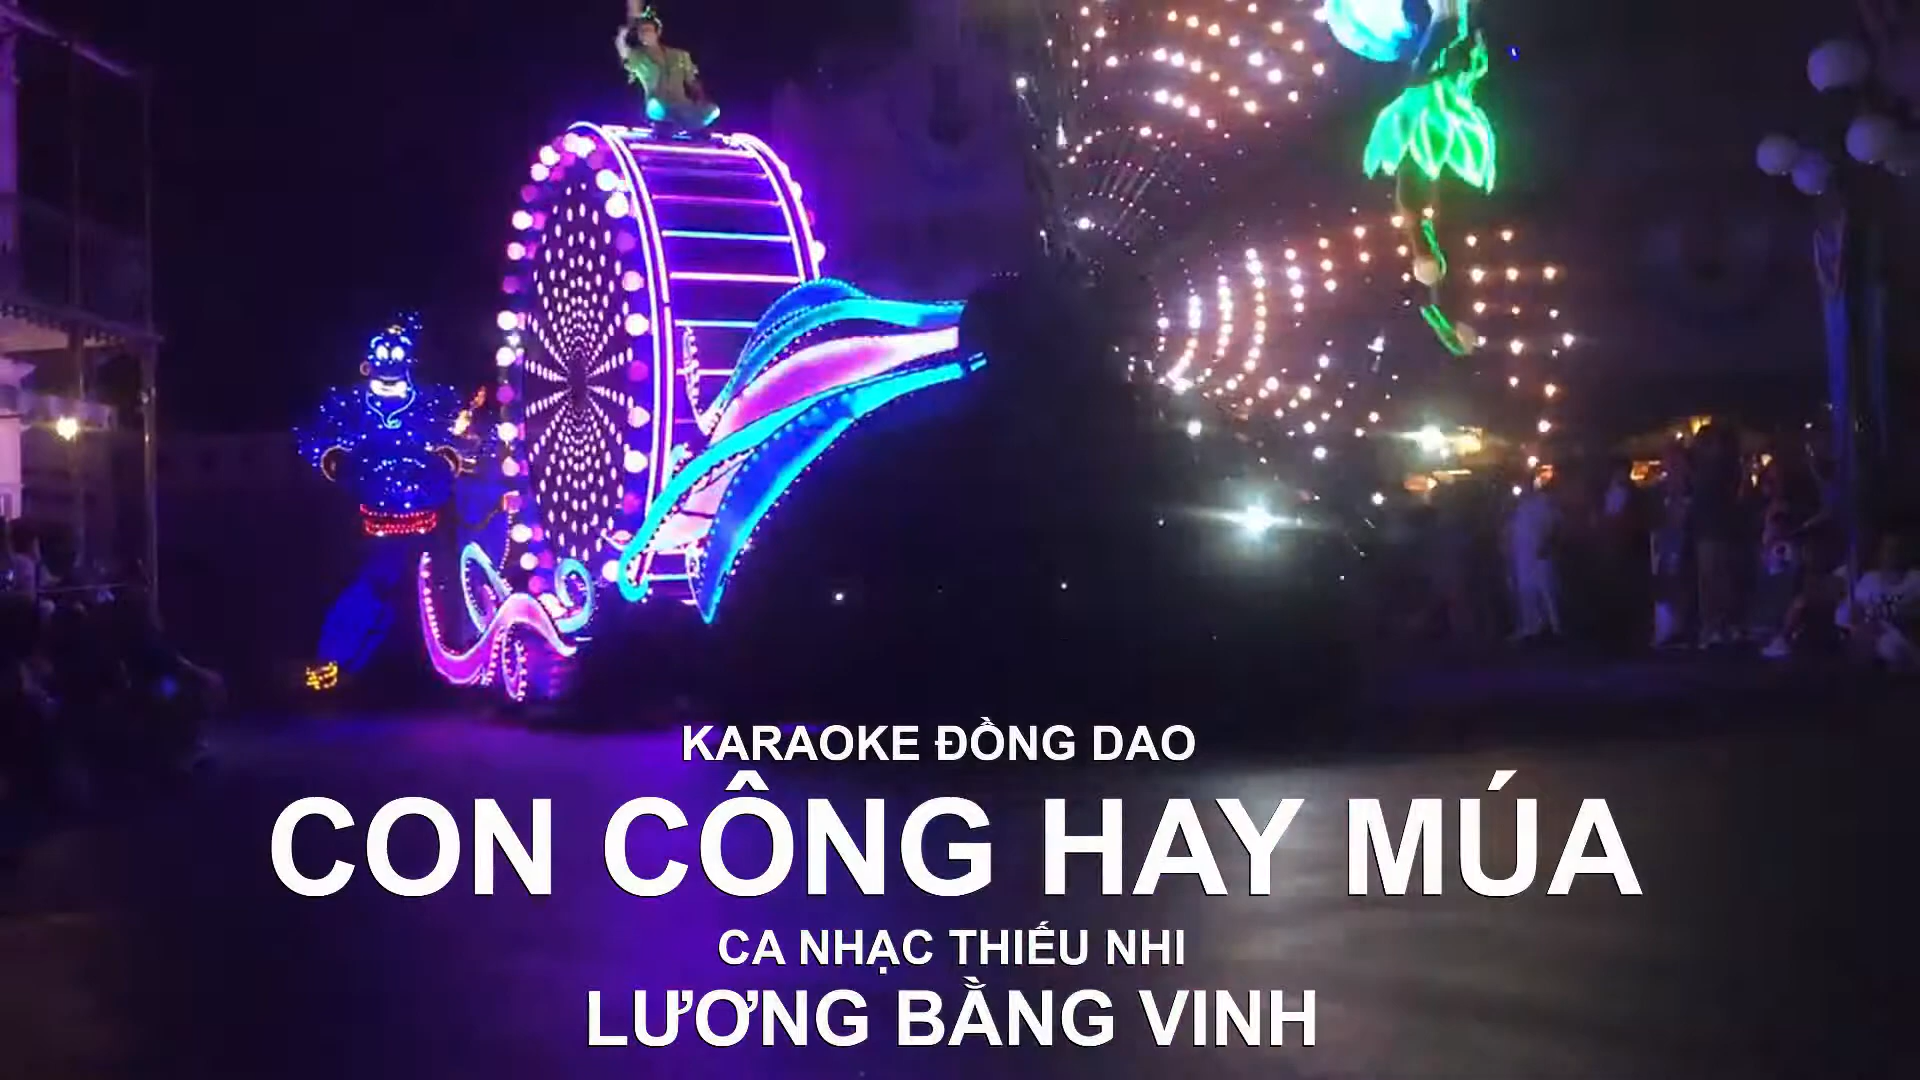 KARAOKE ĐỒNG DAO
CON CÔNG HAY MÚA
CA NHẠC THIẾU NHI
LƯƠNG BẰNG VINH